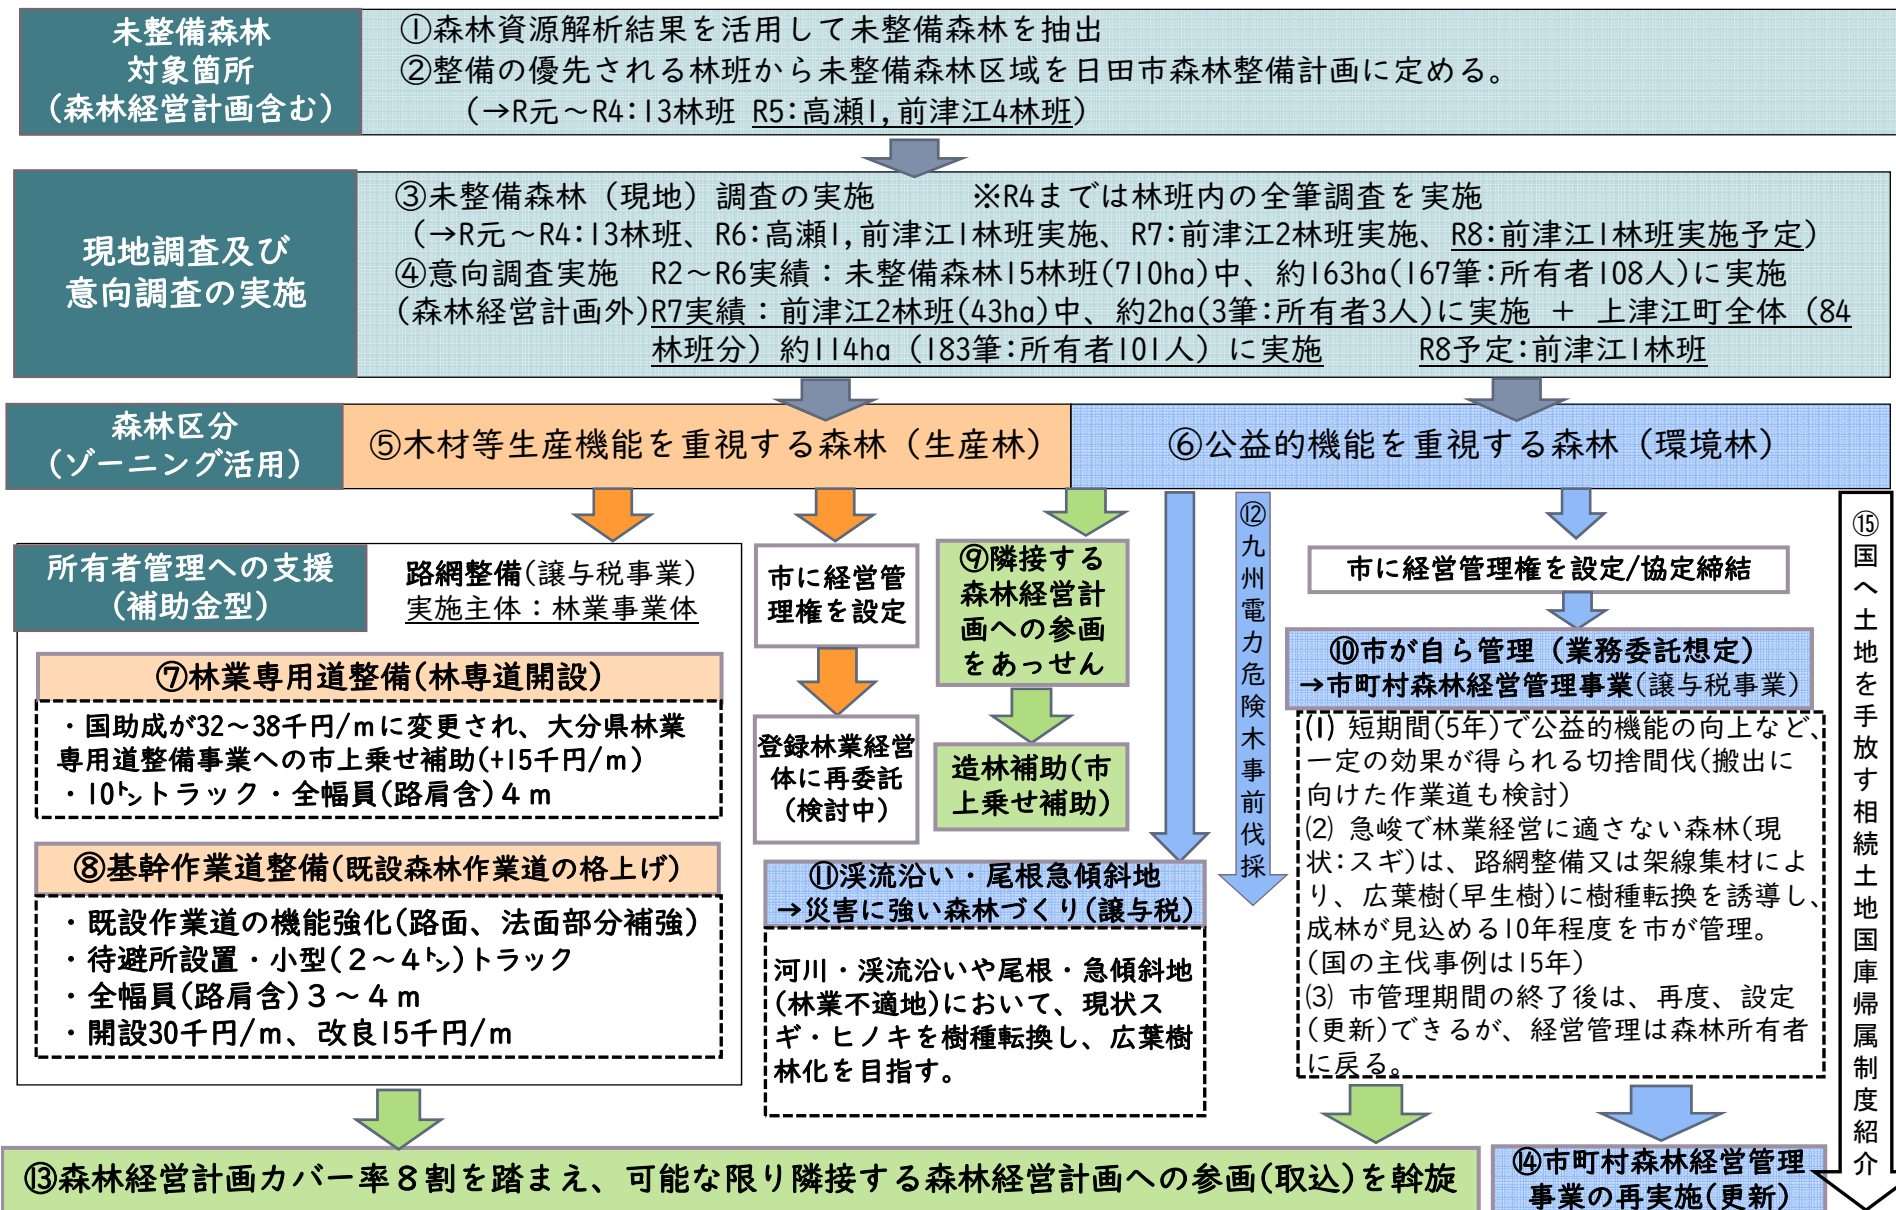 未整備森林
対象箇所
(森林経営計画含む)
①森林資源解析結果を活用して未整備森林を抽出
②整備の優先される林班から未整備森林区域を日田市森林整備計画に定める。
(→R元～R4:13林班 R5:高瀬1,前津江4林班)
現地調査及び
意向調査の実施
③未整備森林（現地）調査の実施 ※R4までは林班内の全筆調査を実施
(→R元～R4:13林班、R6:高瀬1,前津江1林班実施、R7:前津江2林班実施、R8:前津江1林班実施予定)
④意向調査実施 R2～R6実績：未整備森林15林班(710ha)中、約163ha(167筆:所有者108人)に実施
(森林経営計画外)R7実績：前津江2林班(43ha)中、約2ha(3筆:所有者3人)に実施 ＋ 上津江町全体（84
林班分）約114ha（183筆:所有者101人）に実施 R8予定:前津江1林班
森林区分
(ゾーニング活用)
⑤木材等生産機能を重視する森林（生産林）
⑥公益的機能を重視する森林（環境林）
所有者管理への支援
(補助金型)
路網整備(譲与税事業)
実施主体：林業事業体
⑦林業専用道整備(林専道開設)
・国助成が32～38千円/mに変更され、大分県林業
専用道整備事業への市上乗せ補助(+15千円/m)
・10㌧トラック・全幅員(路肩含)４ｍ
⑧基幹作業道整備(既設森林作業道の格上げ)
・既設作業道の機能強化(路面、法面部分補強)
・待避所設置・小型(２～４㌧)トラック
・全幅員(路肩含)３～４ｍ
・開設30千円/m、改良15千円/m
市に経営管
理権を設定
登録林業経営
体に再委託
(検討中)
⑨隣接する
森林経営計
画への参画
をあっせん
造林補助(市
上乗せ補助)
⑪渓流沿い・尾根急傾斜地
→災害に強い森林づくり(譲与税)
河川・渓流沿いや尾根・急傾斜地
(林業不適地)において、現状ス
ギ・ヒノキを樹種転換し、広葉樹
林化を目指す。
⑫九州電力危険木事前伐採
市に経営管理権を設定/協定締結
⑩市が自ら管理（業務委託想定）
→市町村森林経営管理事業(譲与税事業)
⑴ 短期間(5年)で公益的機能の向上など、
一定の効果が得られる切捨間伐(搬出に
向けた作業道も検討)
⑵ 急峻で林業経営に適さない森林(現
状:スギ)は、路網整備又は架線集材によ
り、広葉樹(早生樹)に樹種転換を誘導し、
成林が見込める10年程度を市が管理。
(国の主伐事例は15年)
⑶ 市管理期間の終了後は、再度、設定
(更新)できるが、経営管理は森林所有者
に戻る。
⑮国へ土地を手放す相続土地国庫帰属制度紹介
⑬森林経営計画カバー率８割を踏まえ、可能な限り隣接する森林経営計画への参画(取込)を斡旋
⑭市町村森林経営管理
事業の再実施(更新)